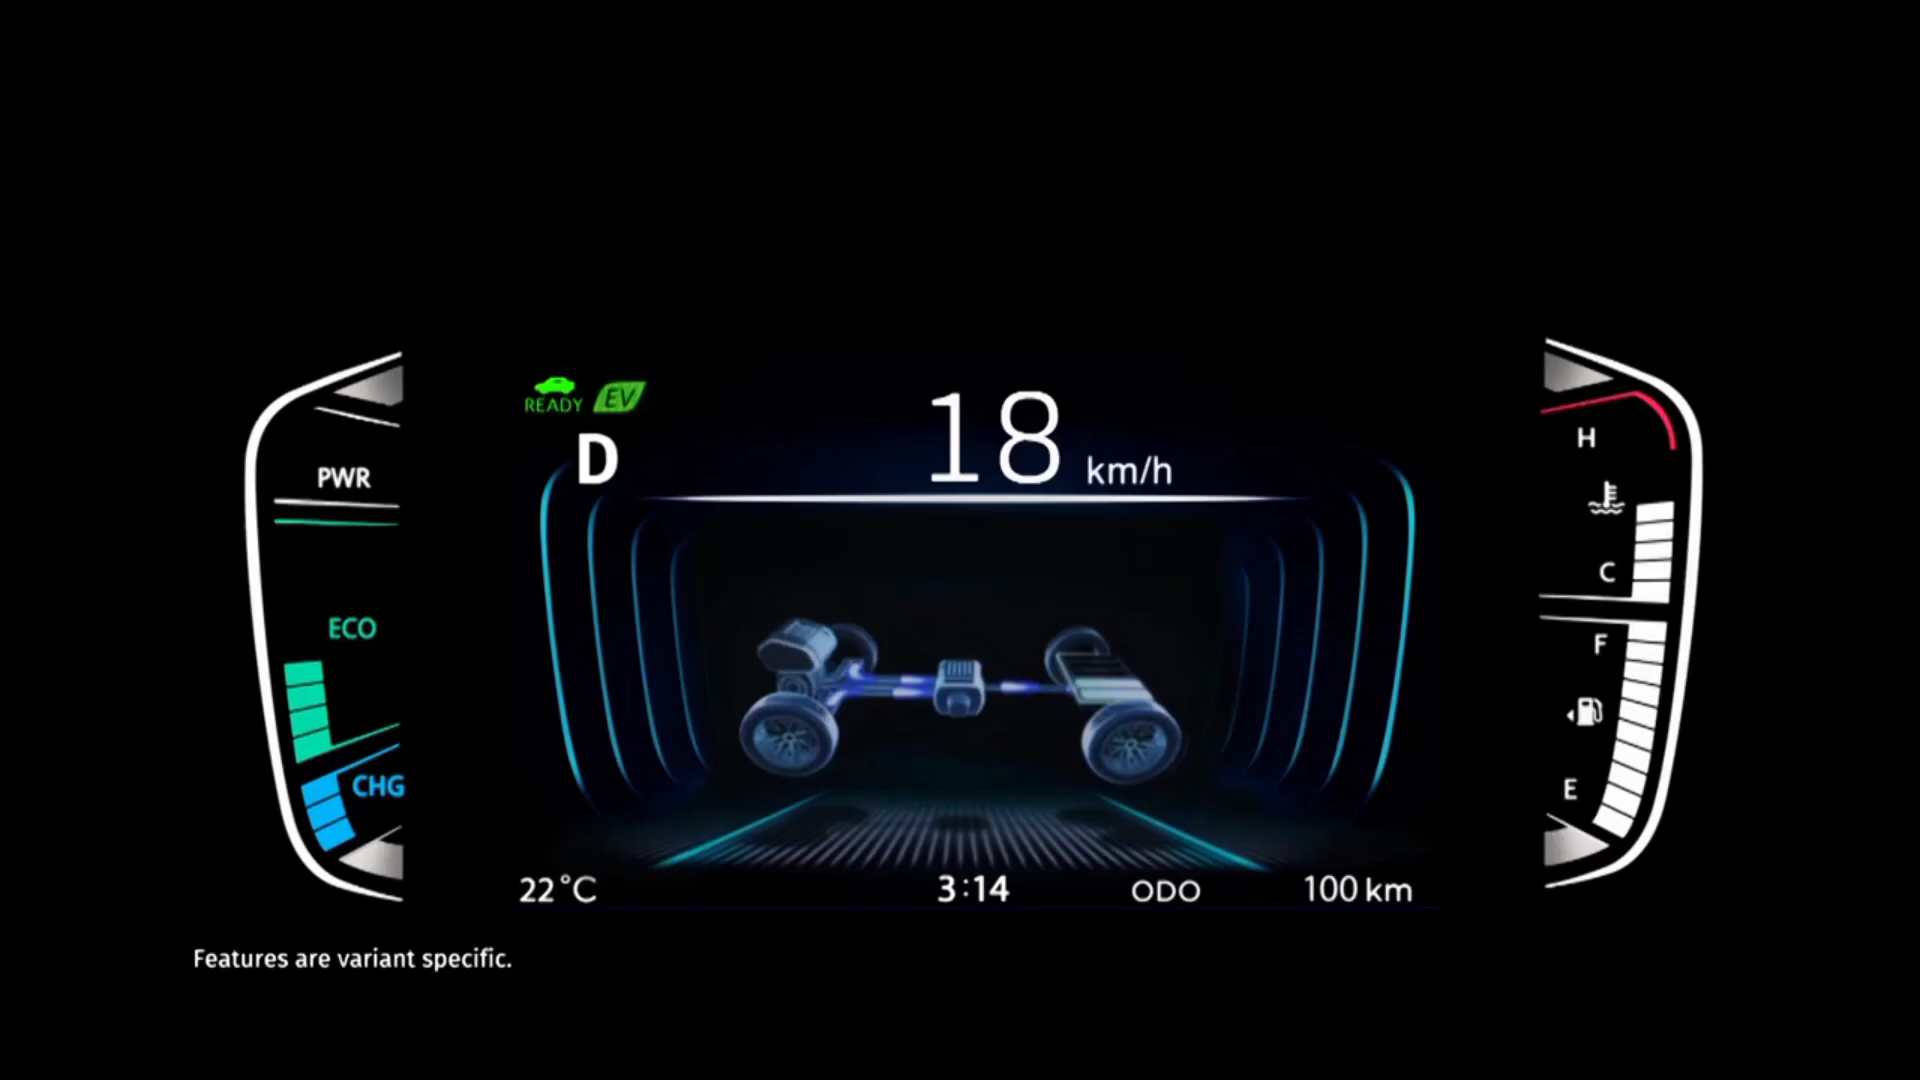 READY EV
18 km/h
D
PWR
ECO
CHG
H
C
F
E
22°C 3:14 ODO 100 km
Features are variant specific.